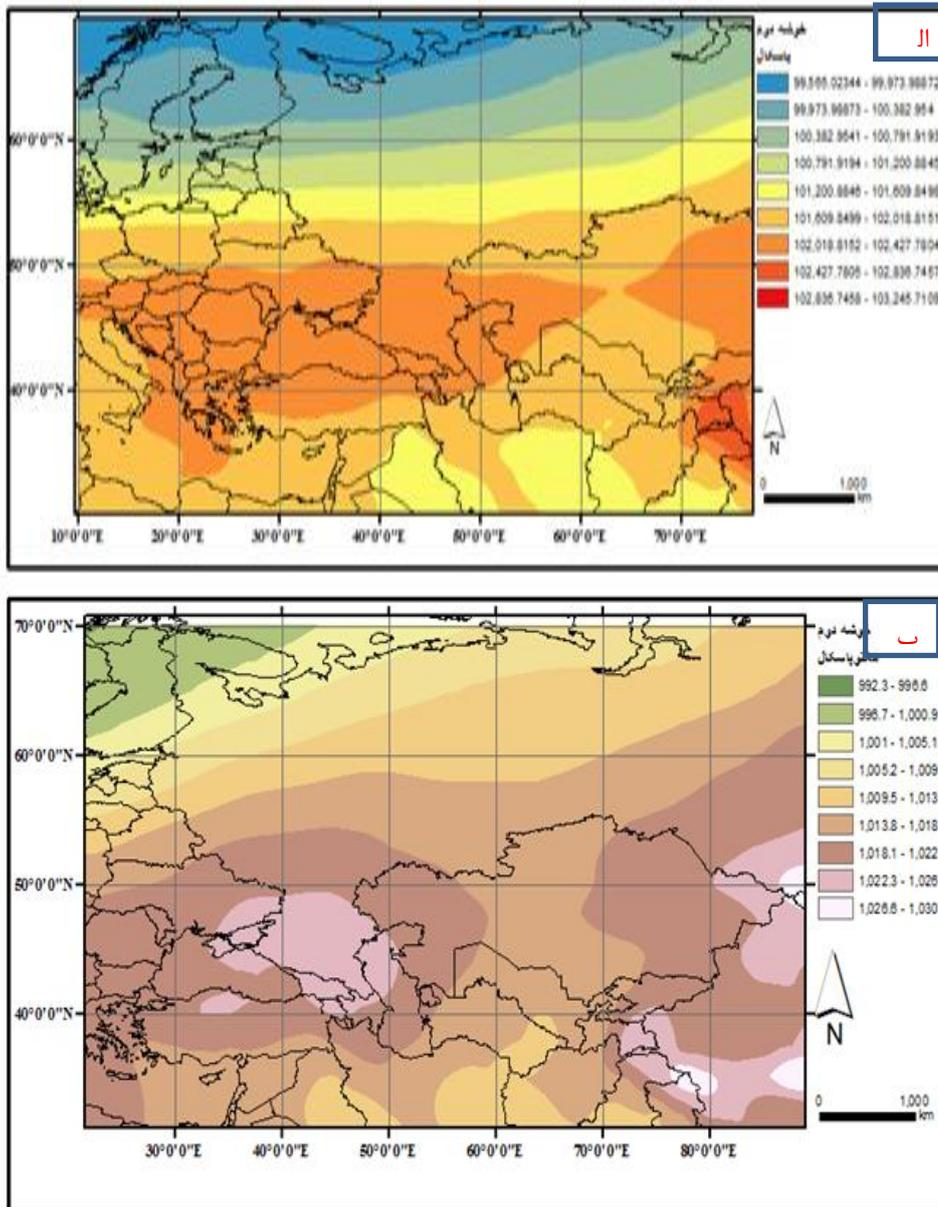 ال
خوشه دوم
پاسکال
99,565.02344 - 99,973.98872
99,973.98873 - 100,382.954
100,382.9541 - 100,791.9193
100,791.9194 - 101,200.8845
101,200.8846 - 101,609.8498
101,609.8499 - 102,018.8151
102,018.8152 - 102,427.7804
102,427.7805 - 102,836.7457
102,836.7458 - 103,245.7109
60°0'0"N
50°0'0"N
40°0'0"N
N
0 1,000
km
10°0'0"E 20°0'0"E 30°0'0"E 40°0'0"E 50°0'0"E 60°0'0"E 70°0'0"E
ب
خوشه دوم
992.3 - 996.6
996.7 - 1,000.9
1,001 - 1,005.1
1,005.2 - 1,009
1,009.5 - 1,013
1,013.8 - 1,018
1,018.1 - 1,022
1,022.3 - 1,026
1,026.6 - 1,030
70°0'0"N
60°0'0"N
50°0'0"N
40°0'0"N
N
0 1,000
km
30°0'0"E 40°0'0"E 50°0'0"E 60°0'0"E 70°0'0"E 80°0'0"E